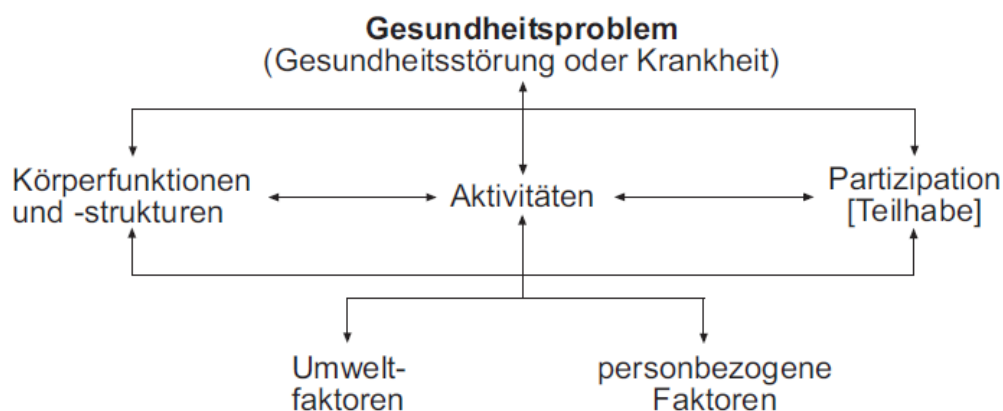 Gesundheitsproblem
(Gesundheitsstörung oder Krankheit)
Körperfunktionen
und -strukturen
Aktivitäten
Partizipation
[Teilhabe]
Umwelt-
faktoren
personbezogene
Faktoren